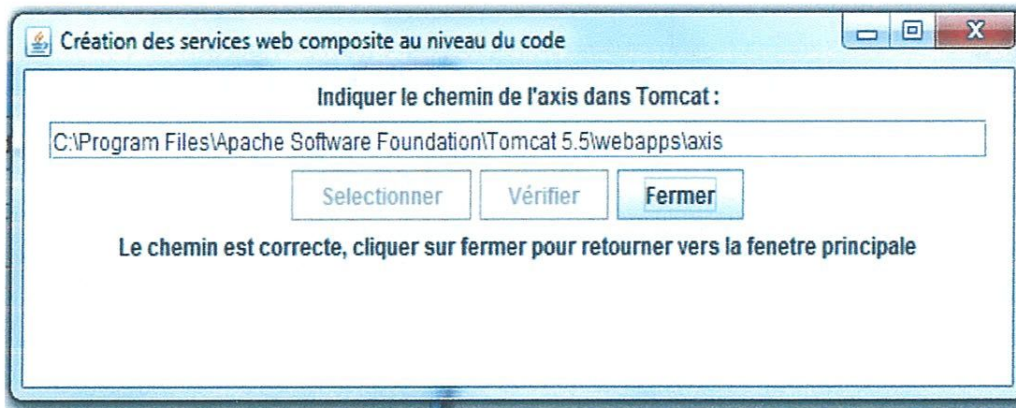 Création des services web composite au niveau du code
Indiquer le chemin de l'axis dans Tomcat :
C:\Program Files\Apache Software Foundation\Tomcat 5.5\webapps\axis
Selectionner Vérifier Fermer
Le chemin est correcte, cliquer sur fermer pour retourner vers la fenetre principale